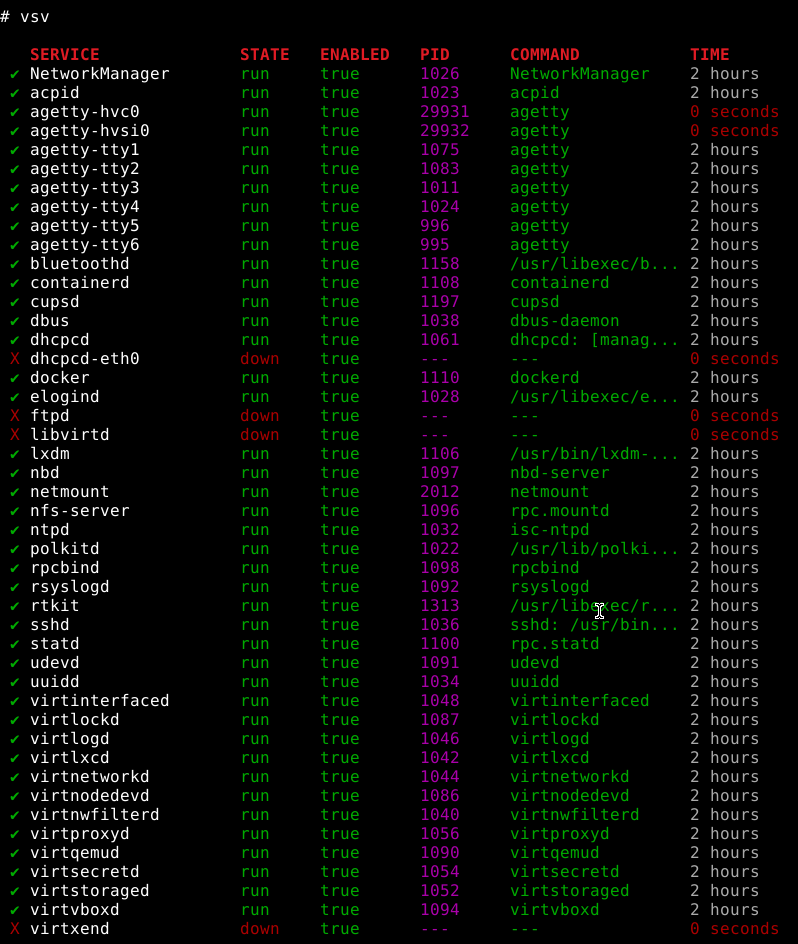 # vsv
SERVICE STATE ENABLED PID COMMAND TIME
✔ NetworkManager run true 1026 NetworkManager 2 hours
✔ acpid run true 1023 acpid 2 hours
✔ agetty-hvc0 run true 29931 agetty 0 seconds
✔ agetty-hvsi0 run true 29932 agetty 0 seconds
✔ agetty-tty1 run true 1075 agetty 2 hours
✔ agetty-tty2 run true 1083 agetty 2 hours
✔ agetty-tty3 run true 1011 agetty 2 hours
✔ agetty-tty4 run true 1024 agetty 2 hours
✔ agetty-tty5 run true 996 agetty 2 hours
✔ agetty-tty6 run true 995 agetty 2 hours
✔ bluetoothd run true 1158 /usr/libexec/b... 2 hours
✔ containerd run true 1108 containerd 2 hours
✔ cupsd run true 1197 cupsd 2 hours
✔ dbus run true 1038 dbus-daemon 2 hours
✔ dhcpcd run true 1061 dhcpcd: [manag... 2 hours
X dhcpcd-eth0 down true --- --- 0 seconds
✔ docker run true 1110 dockerd 2 hours
✔ elogind run true 1028 /usr/libexec/e... 2 hours
X ftpd down true --- --- 0 seconds
X libvirtd down true --- --- 0 seconds
✔ lxdm run true 1106 /usr/bin/lxdm-... 2 hours
✔ nbd run true 1097 nbd-server 2 hours
✔ netmount run true 2012 netmount 2 hours
✔ nfs-server run true 1096 rpc.mountd 2 hours
✔ ntpd run true 1032 isc-ntpd 2 hours
✔ polkitd run true 1022 /usr/lib/polki... 2 hours
✔ rpcbind run true 1098 rpcbind 2 hours
✔ rsyslogd run true 1092 rsyslogd 2 hours
✔ rtkit run true 1313 /usr/libexec/r... 2 hours
✔ sshd run true 1036 sshd: /usr/bin... 2 hours
✔ statd run true 1100 rpc.statd 2 hours
✔ udevd run true 1091 udevd 2 hours
✔ uuidd run true 1034 uuidd 2 hours
✔ virtinterfaced run true 1048 virtinterfaced 2 hours
✔ virtlockd run true 1087 virtlockd 2 hours
✔ virtlogd run true 1046 virtlogd 2 hours
✔ virtlxcd run true 1042 virtlxcd 2 hours
✔ virtnetworkd run true 1044 virtnetworkd 2 hours
✔ virtnodedevd run true 1086 virtnodedevd 2 hours
✔ virtnwfilterd run true 1040 virtnwfilterd 2 hours
✔ virtproxyd run true 1056 virtproxyd 2 hours
✔ virtqemud run true 1090 virtqemud 2 hours
✔ virtsecretd run true 1054 virtsecretd 2 hours
✔ virtstoraged run true 1052 virtstoraged 2 hours
✔ virtvboxd run true 1094 virtvboxd 2 hours
X virtxend down true --- --- 0 seconds